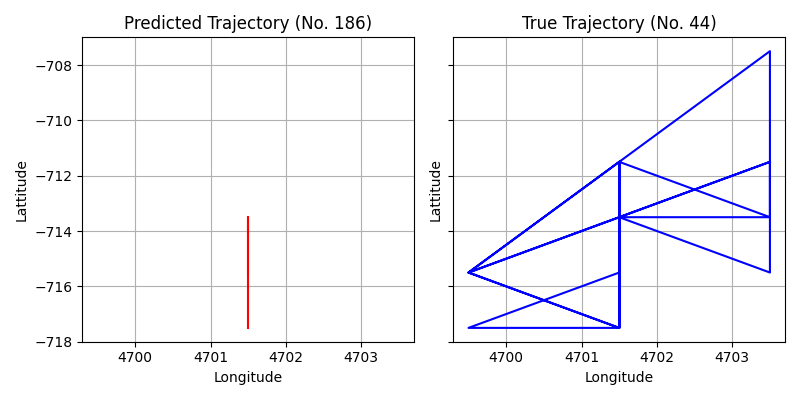 Predicted Trajectory (No. 186)
True Trajectory (No. 44)
−708
−710
−712
−714
−716
−718
Lattitude
Lattitude
4700
4701
4702
4703
4700
4701
4702
4703
Longitude
Longitude